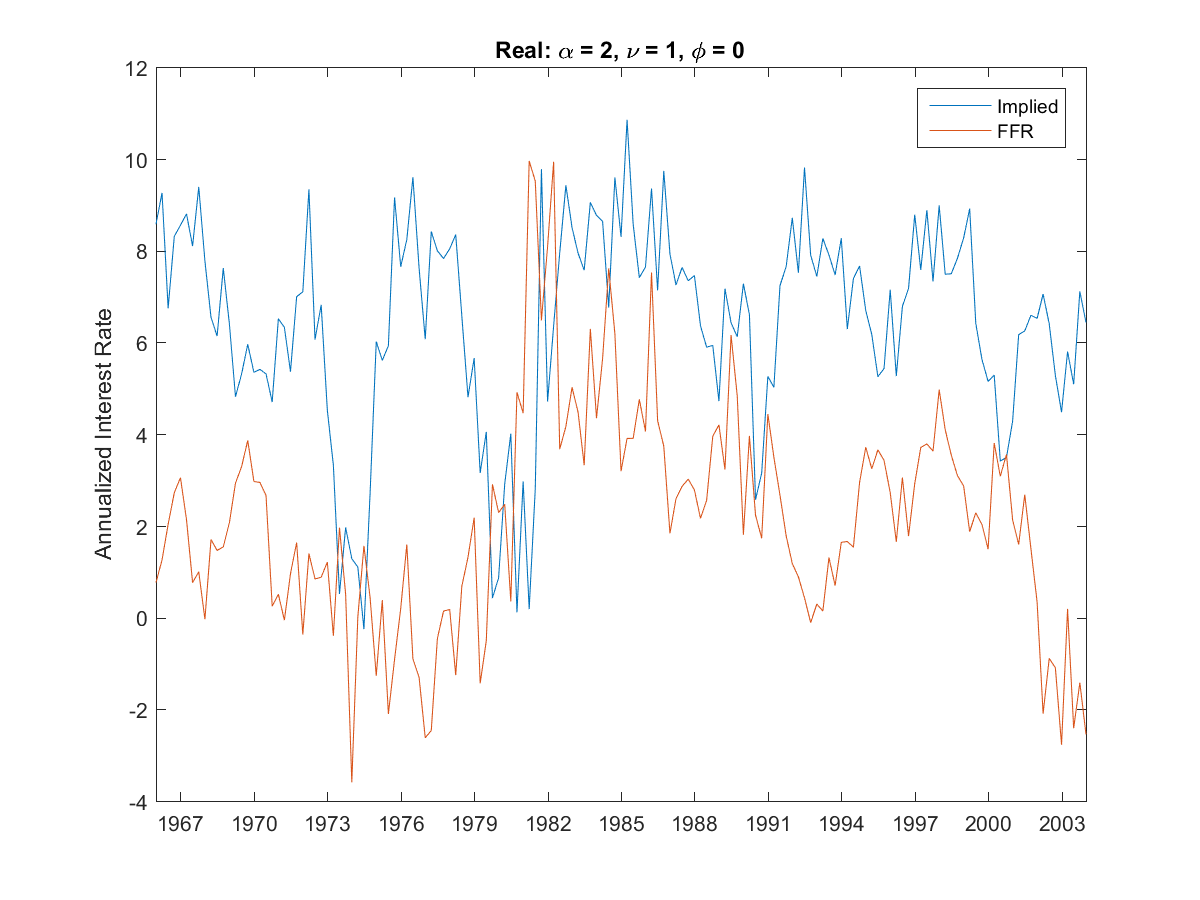 Real: α = 2, ν = 1, ϕ = 0
12
10
8
6
4
2
0
-2
-4
Annualized Interest Rate
Implied
FFR
1967 1970 1973 1976 1979 1982 1985 1988 1991 1994 1997 2000 2003